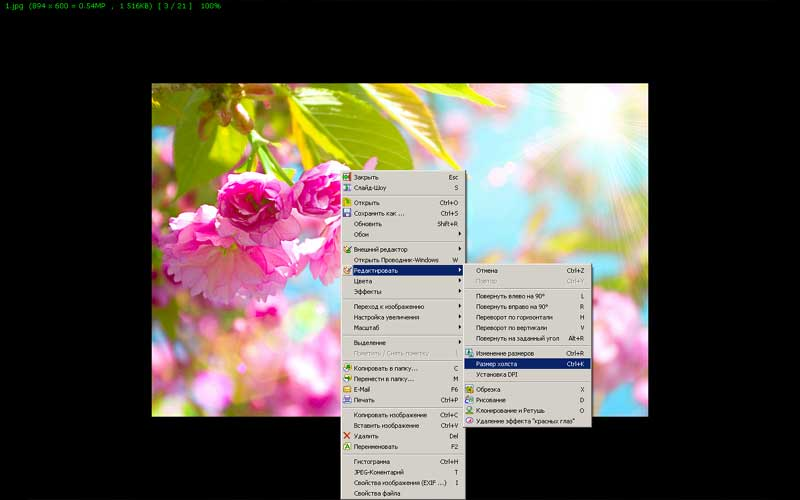 1.jpg (894 x 600 = 0.54MP , 1 516KB) [ 3 / 21 ] 100%
Закрыть Esc
Слайд-Шоу S
Открыть Ctrl+O
Сохранить как ... Ctrl+S
Обновить Shift+R
Обои
Внешний редактор
Открыть Проводник-Windows W
Редактировать
Цвета
Эффекты
Переход к изображению
Настройка увеличения
Масштаб
Выделение
Пометить / Снять пометку \
Копировать в папку... C
Перенести в папку... M
E-Mail F6
Печать Ctrl+P
Копировать изображение Ctrl+C
Вставить изображение Ctrl+V
Удалить Del
Переименовать F2
Гистограмма Ctrl+H
JPEG-Коментарий T
Свойства изображения (EXIF ...) I
Свойства файла
Отмена Ctrl+Z
Повтор Ctrl+Y
Повернуть влево на 90° L
Повернуть вправо на 90° R
Переворот по горизонтали H
Переворот по вертикали V
Повернуть на заданный угол Alt+R
Изменение размеров Ctrl+R
Размер холста Ctrl+K
Установка DPI
Обрезка X
Рисование D
Клонирование и Ретушь O
Удаление эффекта "красных глаз"